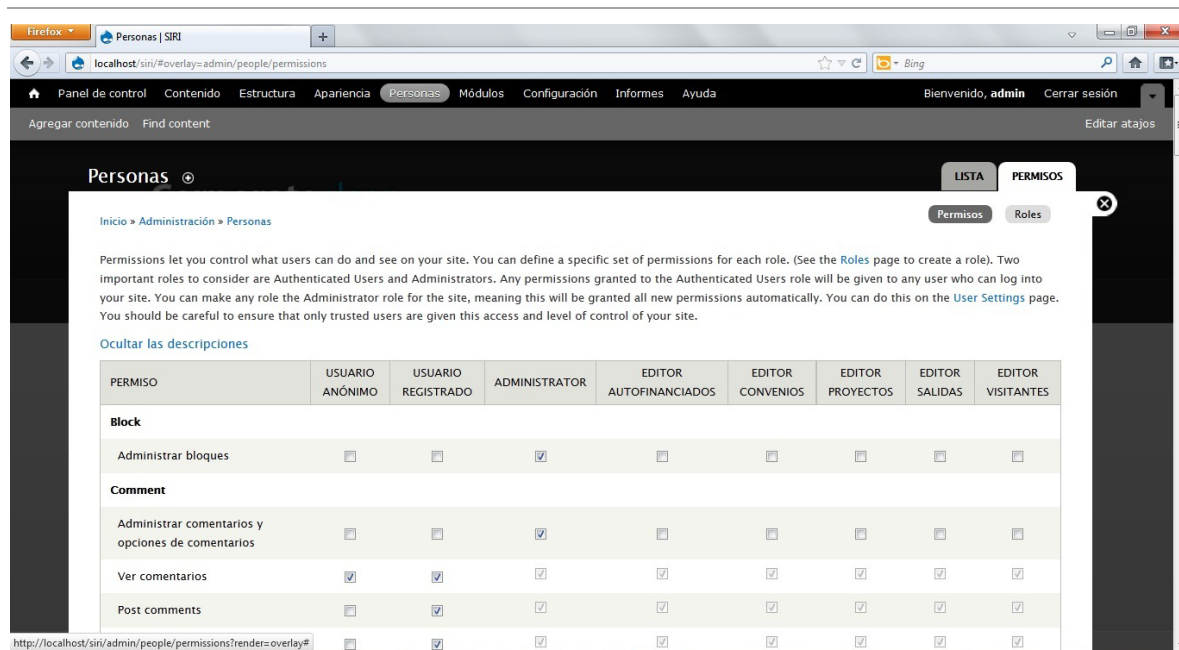 Firefox
Personas | SIRI
localhost/siri/#overlay=admin/people/permissions
Bing
Panel de control Contenido Estructura Apariencia Personas Módulos Configuración Informes Ayuda Bienvenido, admin Cerrar sesión
Agregar contenido Find content Editar atajos
Personas
LISTA PERMISOS
Inicio » Administración » Personas
Permisos Roles
Permissions let you control what users can do and see on your site. You can define a specific set of permissions for each role. (See the Roles page to create a role). Two
important roles to consider are Authenticated Users and Administrators. Any permissions granted to the Authenticated Users role will be given to any user who can log into
your site. You can make any role the Administrator role for the site, meaning this will be granted all new permissions automatically. You can do this on the User Settings page.
You should be careful to ensure that only trusted users are given this access and level of control of your site.
Ocultar las descripciones
PERMISO USUARIO ANÓNIMO USUARIO REGISTRADO ADMINISTRATOR EDITOR AUTOFINANCIADOS EDITOR CONVENIOS EDITOR PROYECTOS EDITOR SALIDAS EDITOR VISITANTES
Block
Administrar bloques
Comment
Administrar comentarios y
opciones de comentarios
Ver comentarios
Post comments
http://localhost/siri/admin/people/permissions?render=overlay#